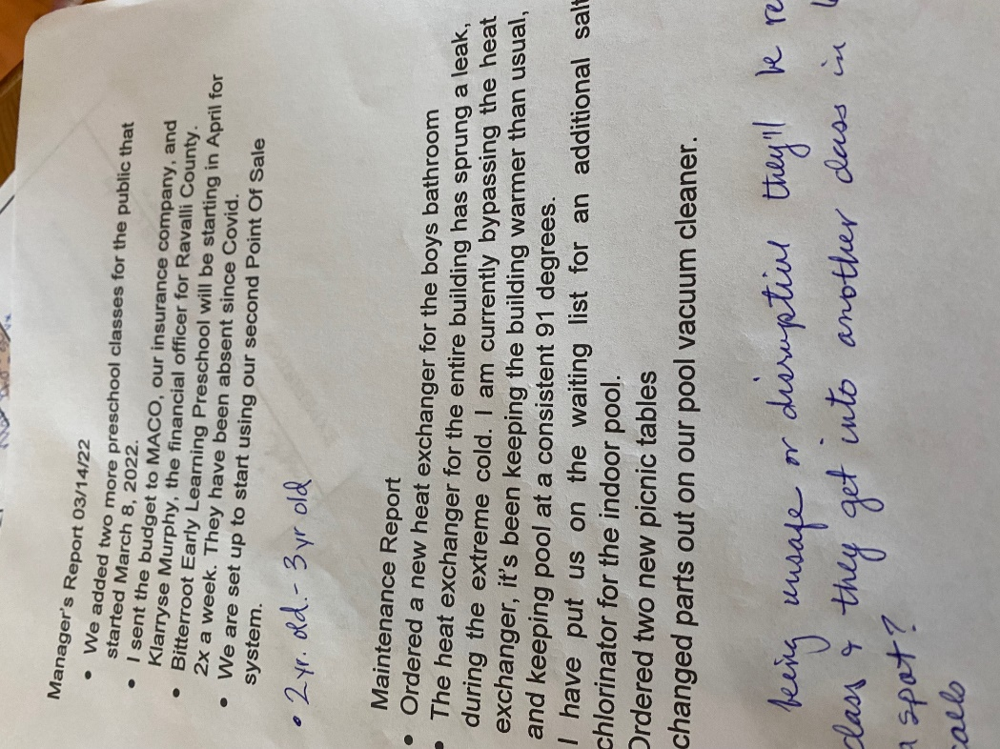 Manager's Report 03/14/22
• We added two more preschool classes for the public that
started March 8, 2022.
• I sent the budget to MACO, our insurance company, and
Klarryse Murphy, the financial officer for Ravalli County.
• Bitterroot Early Learning Preschool will be starting in April for
2x a week. They have been absent since Covid.
• We are set up to start using our second Point Of Sale
system.
• 2 yr. old.- 3 yr old
Maintenance Report
• Ordered a new heat exchanger for the boys bathroom
• The heat exchanger for the entire building has sprung a leak,
during the extreme cold. I am currently bypassing the heat
exchanger, it's been keeping the building warmer than usual,
and keeping pool at a consistent 91 degrees.
I have put us on the waiting list for an additional salt
chlorinator for the indoor pool.
Ordered two new picnic tables
changed parts out on our pool vacuum cleaner.
being unsafe or disruptive they'll be re
class & they get into another class in
a spot?